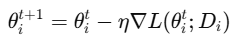 θ_i^{t+1} = θ_i^t − η∇L(θ_i^t; D_i)